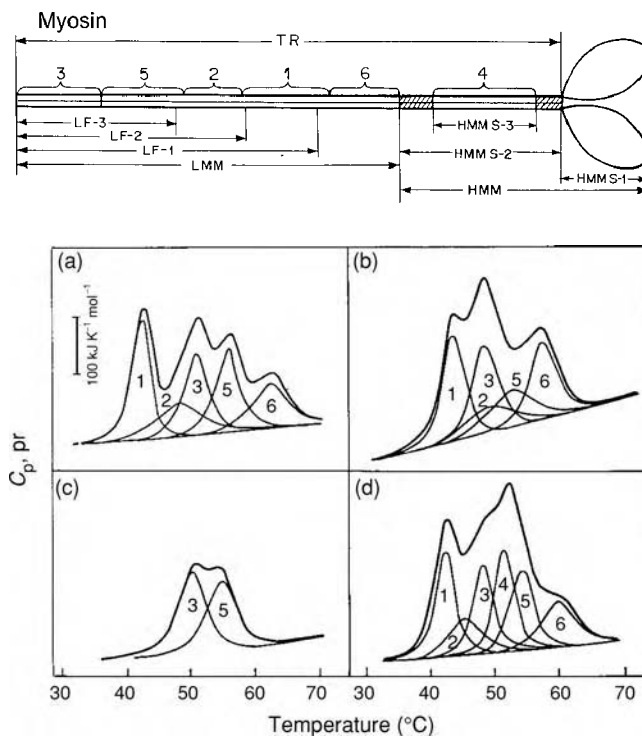 Myosin
TR
3 5 2 1 6 4
LF-3 HMM S-3
LF-2 HMM S-2
LF-1
LMM HMM S-1
HMM
(a) (b)
100 kJ K⁻¹ mol⁻¹
1 2 3 5 6
1 2 3 5 6
Cp, pr
(c) (d)
3 5
1 2 3 4 5 6
30 40 50 60 70 30 40 50 60 70
Temperature (°C)